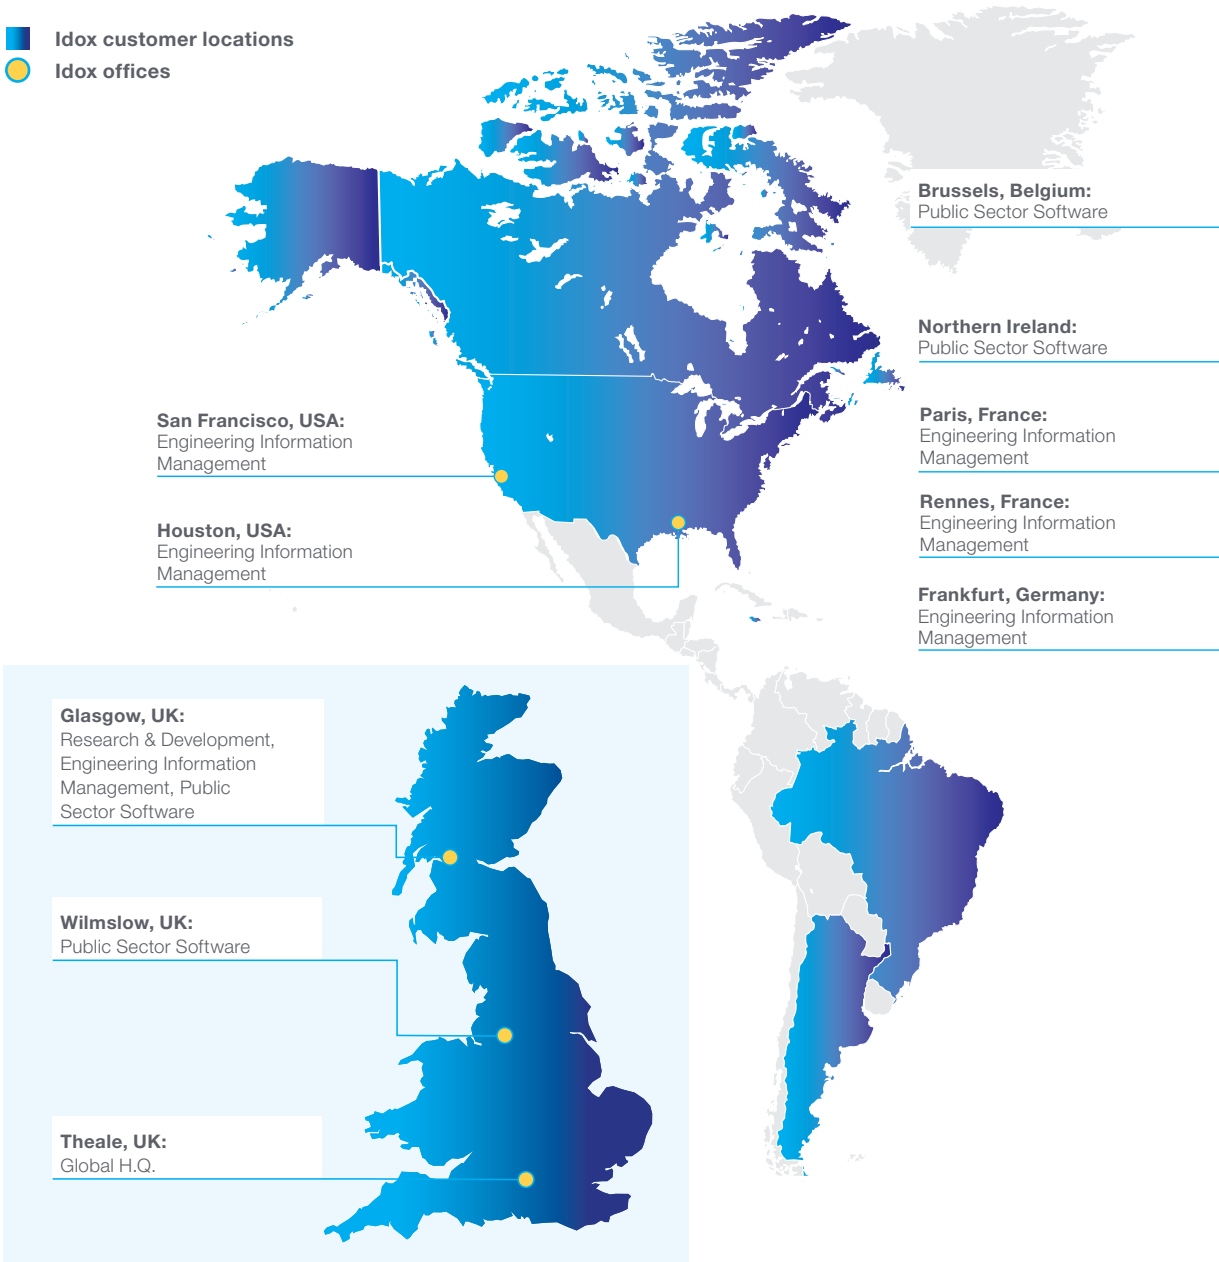 Idox customer locations
Idox offices
Brussels, Belgium:
Public Sector Software
Northern Ireland:
Public Sector Software
San Francisco, USA:
Engineering Information
Management
Paris, France:
Engineering Information
Management
Houston, USA:
Engineering Information
Management
Rennes, France:
Engineering Information
Management
Frankfurt, Germany:
Engineering Information
Management
Glasgow, UK:
Research & Development,
Engineering Information
Management, Public
Sector Software
Wilmslow, UK:
Public Sector Software
Theale, UK:
Global H.Q.